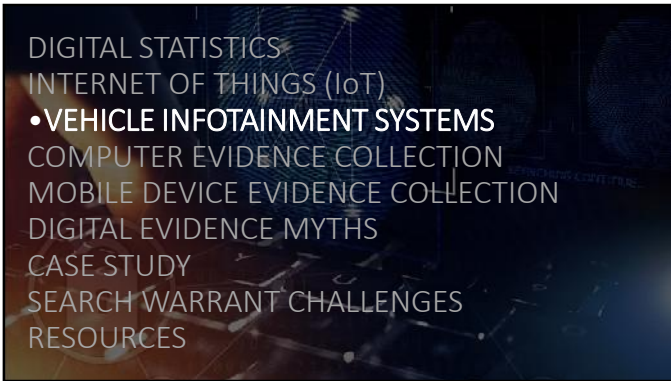 DIGITAL STATISTICS
INTERNET OF THINGS (IoT)
•VEHICLE INFOTAINMENT SYSTEMS
COMPUTER EVIDENCE COLLECTION
MOBILE DEVICE EVIDENCE COLLECTION
DIGITAL EVIDENCE MYTHS
CASE STUDY
SEARCH WARRANT CHALLENGES
RESOURCES